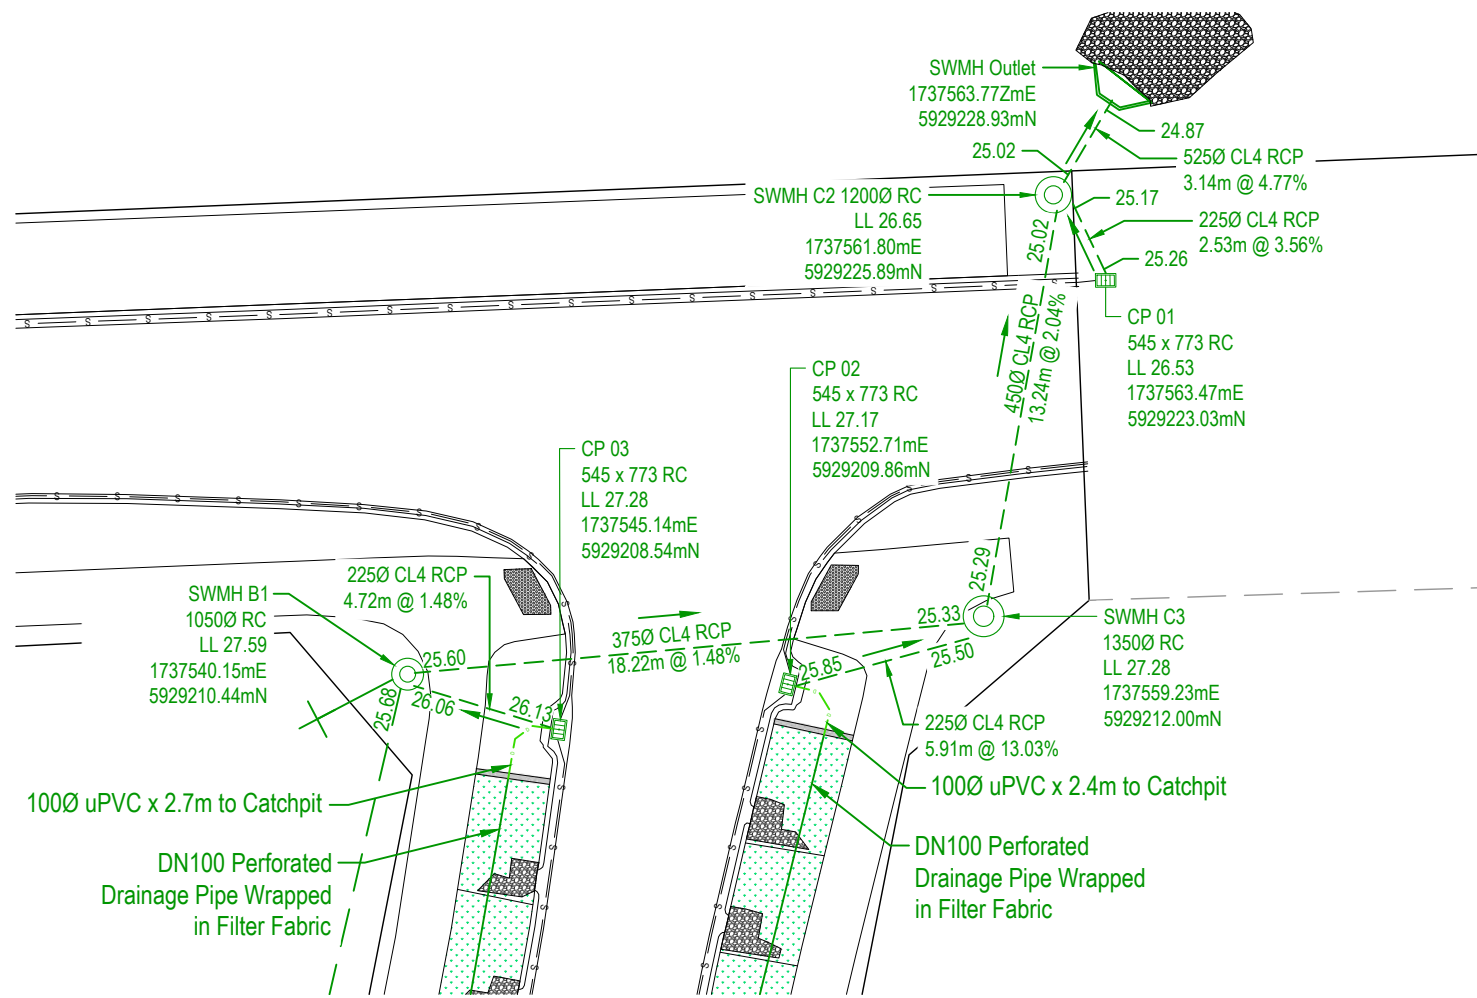 SWMH Outlet
1737563.77ZmE
5929228.93mN
24.87
525Ø CL4 RCP
3.14m @ 4.77%
25.02
SWMH C2 1200Ø RC
LL 26.65
1737561.80mE
5929225.89mN
25.17
225Ø CL4 RCP
2.53m @ 3.56%
25.26
25.02
CP 01
545 x 773 RC
LL 26.53
1737563.47mE
5929223.03mN
450Ø CL4 RCP
13.24m @ 2.04%
CP 02
545 x 773 RC
LL 27.17
1737552.71mE
5929209.86mN
CP 03
545 x 773 RC
LL 27.28
1737545.14mE
5929208.54mN
225Ø CL4 RCP
4.72m @ 1.48%
SWMH B1
1050Ø RC
LL 27.59
1737540.15mE
5929210.44mN
25.29
25.33
375Ø CL4 RCP
18.22m @ 1.48%
SWMH C3
1350Ø RC
LL 27.28
1737559.23mE
5929212.00mN
25.60
25.50
25.85
25.68
26.06
26.13
225Ø CL4 RCP
5.91m @ 13.03%
100Ø uPVC x 2.7m to Catchpit
100Ø uPVC x 2.4m to Catchpit
DN100 Perforated
Drainage Pipe Wrapped
in Filter Fabric
DN100 Perforated
Drainage Pipe Wrapped
in Filter Fabric